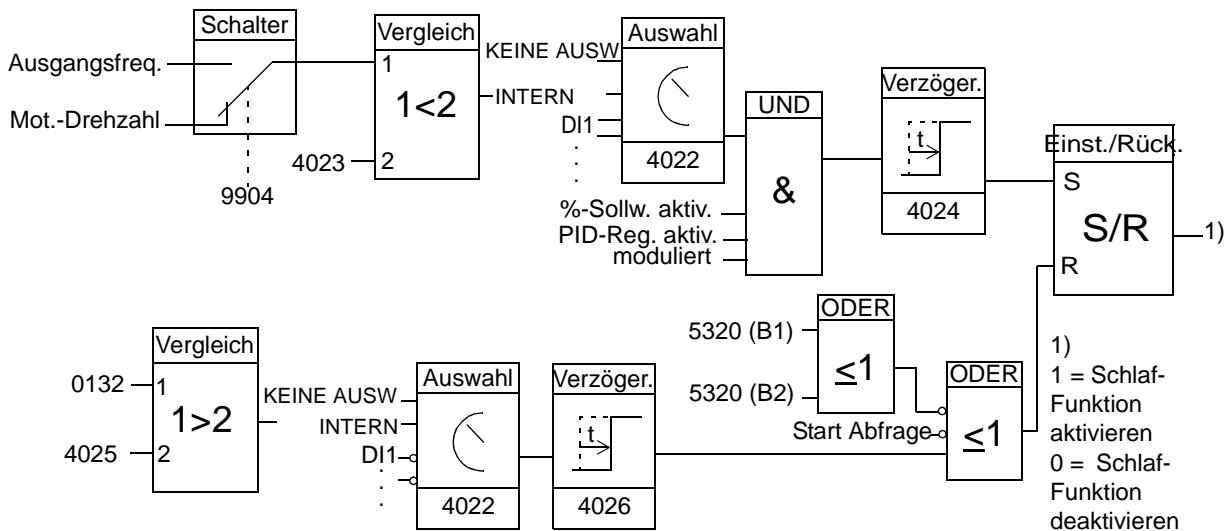 Schalter
Ausgangsfreq.
Mot.-Drehzahl
9904
Vergleich
1
1<2
4023
2
KEINE AUSW
INTERN
DI1
.
.
.
Auswahl
4022
%-Sollw. aktiv.
PID-Reg. aktiv.
moduliert
UND
&
Verzöger.
t
4024
Einst./Rück.
S
S/R
R
1)
Vergleich
0132
1
1>2
4025
2
KEINE AUSW
INTERN
DI1
.
.
.
Auswahl
4022
Verzöger.
t
4026
ODER
5320 (B1)
≤1
5320 (B2)
Start Abfrage
ODER
≤1
1)
1 = Schlaf-
Funktion
aktivieren
0 = Schlaf-
Funktion
deaktivieren